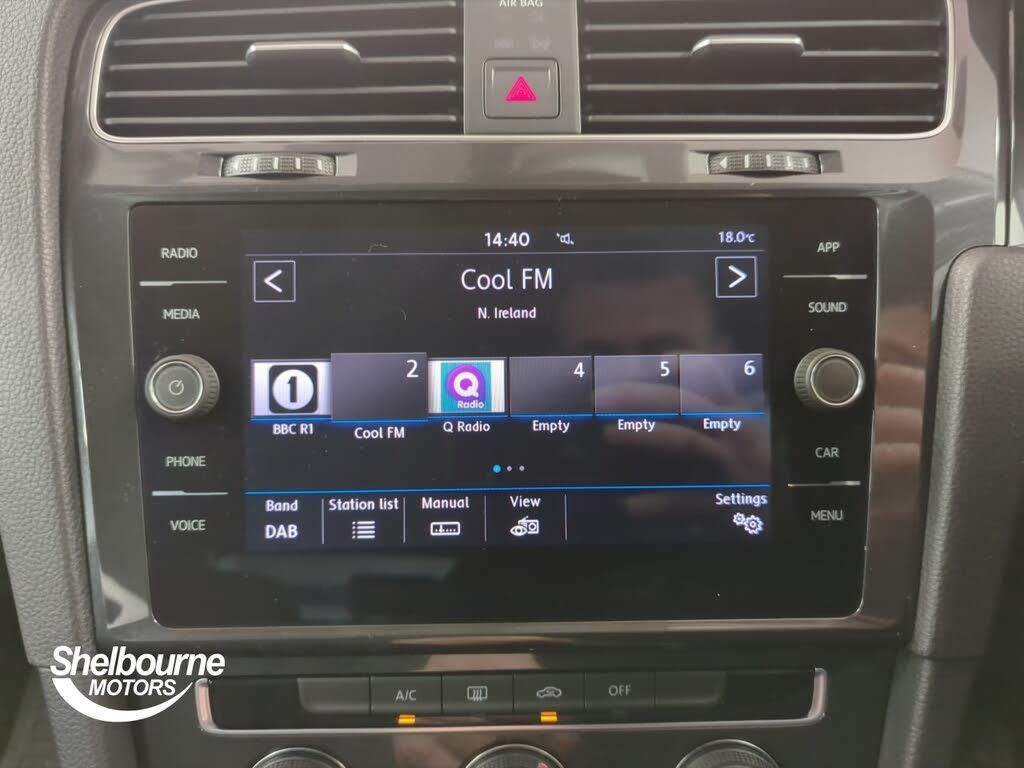 AIR BAG
14:40
18.0°C
RADIO
APP
Cool FM
N. Ireland
MEDIA
SOUND
1
2
Q
Radio
4
5
6
BBC R1
Cool FM
Q Radio
Empty
Empty
Empty
PHONE
CAR
VOICE
MENU
Band
DAB
Station list
Manual
View
Settings
Shelbourne
MOTORS
A/C
OFF